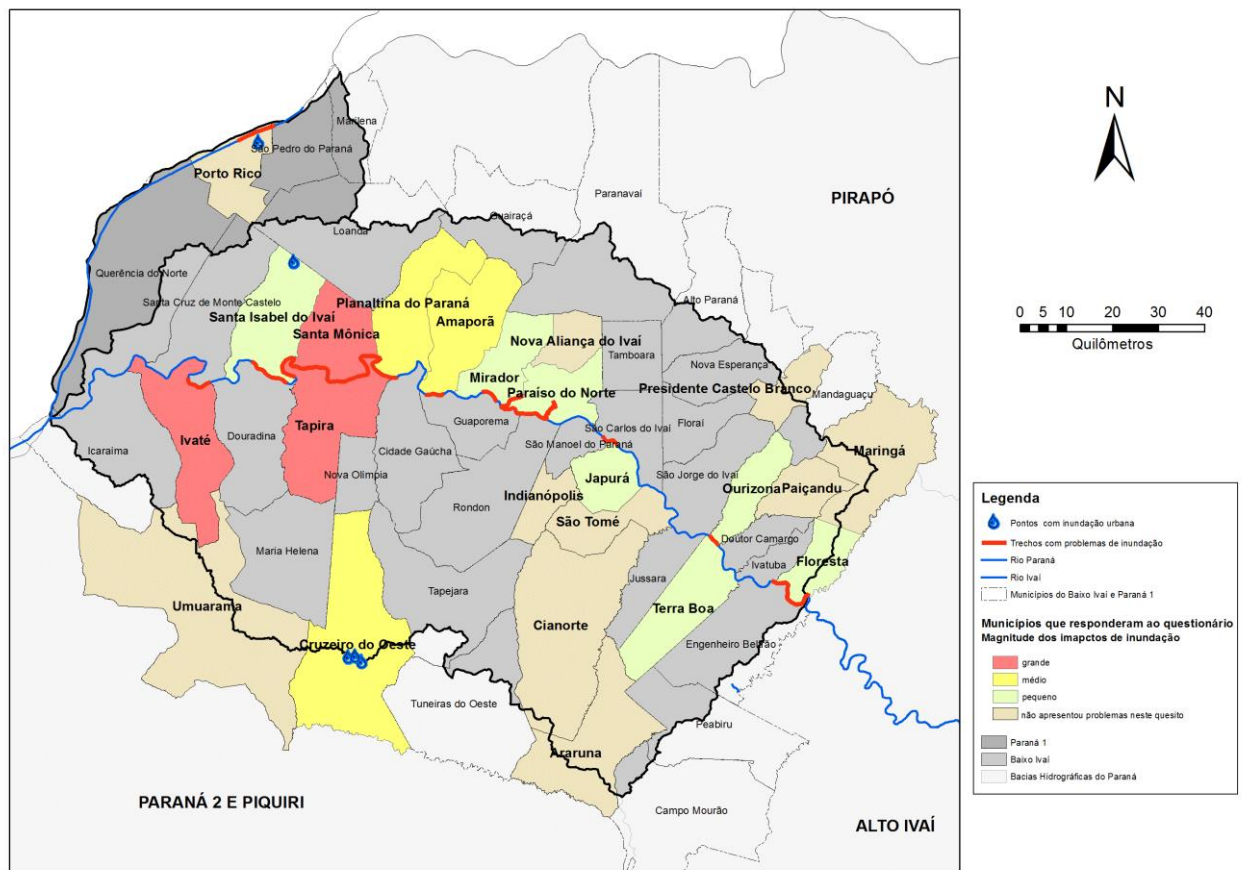 Marilena
São Pedro do Paraná
Porto Rico
Paranavaí
PIRAPÓ
Guairaçá
Loanda
Querência do Norte
Santa Cruz de Monte Castelo
Planaltina do Paraná
Alto Paraná
Santa Isabel do Ivaí
Amaporã
Santa Mônica
Nova Aliança do Ivaí
Tamboara
Nova Esperança
Mirador
Presidente Castelo Branco
Paraíso do Norte
Mandaguaçu
Guaporema
Tapira
São Carlos do Ivaí
Floraí
Ivaté
Douradina
São Manoel do Paraná
Maringá
Icaraíma
Cidade Gaúcha
Nova Olímpia
São Jorge do Ivaí
Japurá
Ourizona
Paiçandu
Indianópolis
Rondon
São Tomé
Doutor Camargo
Maria Helena
Floresta
Ivatuba
Jussara
Tapejara
Umuarama
Terra Boa
Cianorte
Cruzeiro do Oeste
Engenheiro Beltrão
Tuneiras do Oeste
Peabiru
Araruna
PARANÁ 2 E PIQUIRI
Campo Mourão
ALTO IVAÍ
N
0 5 10 20 30 40
Quilômetros
Legenda
Pontos com inundação urbana
Trechos com problemas de inundação
Rio Paraná
Rio Ivaí
Municípios do Baixo Ivaí e Paraná 1
Municípios que responderam ao questionário
Magnitude dos imapctos de inundação
grande
médio
pequeno
não apresentou problemas neste quesito
Paraná 1
Baixo Ivaí
Bacias Hidrográficas do Paraná